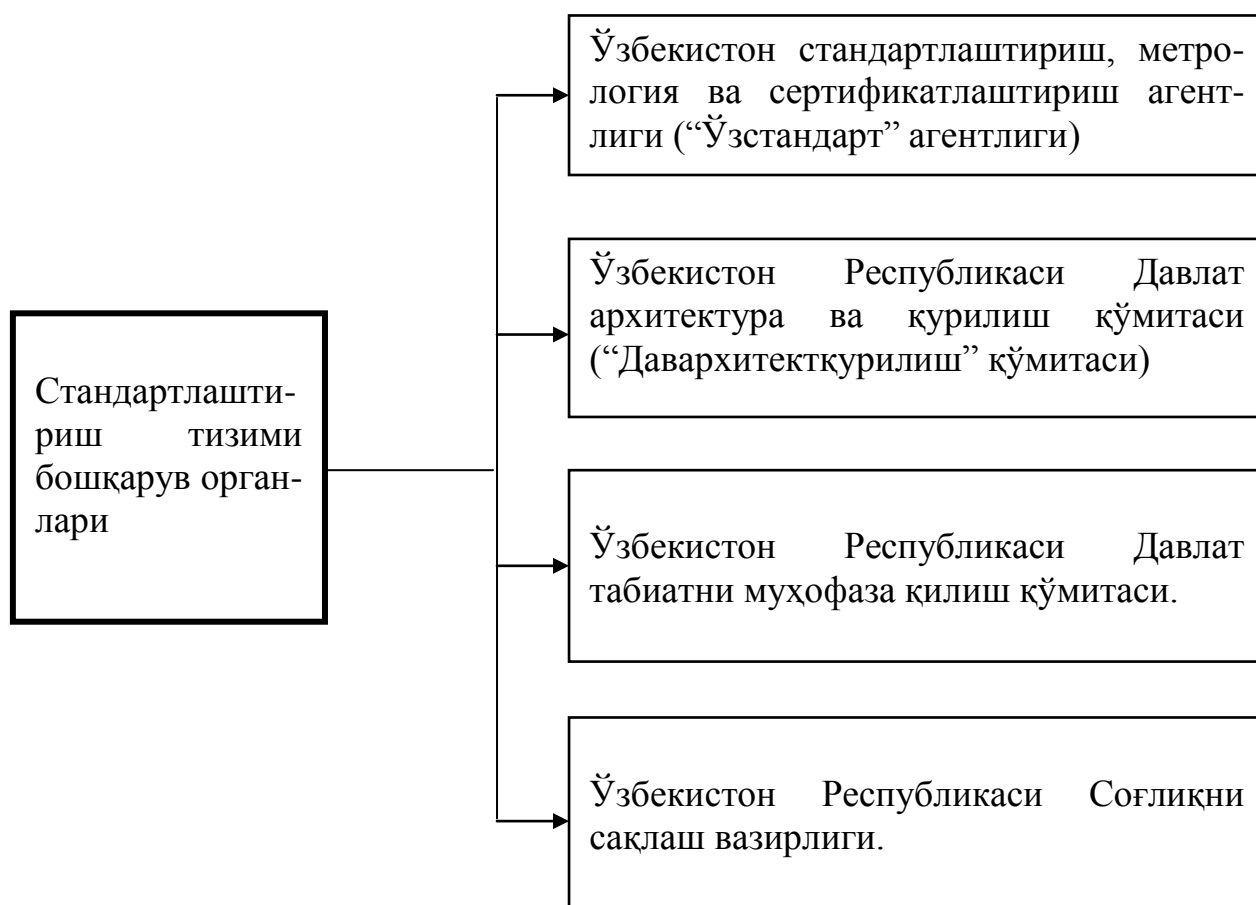 Ўзбекистон стандартлаштириш, метро-
логия ва сертификатлаштириш агент-
лиги (“Ўзстандарт” агентлиги)
Ўзбекистон Республикаси Давлат
архитектура ва қурилиш қўмитаси
(“Давархитектқурилиш” қўмитаси)
Стандартлашти-
риш тизими
бошқарув орган-
лари
Ўзбекистон Республикаси Давлат
табиатни муҳофаза қилиш қўмитаси.
Ўзбекистон Республикаси Соғлиқни
сақлаш вазирлиги.